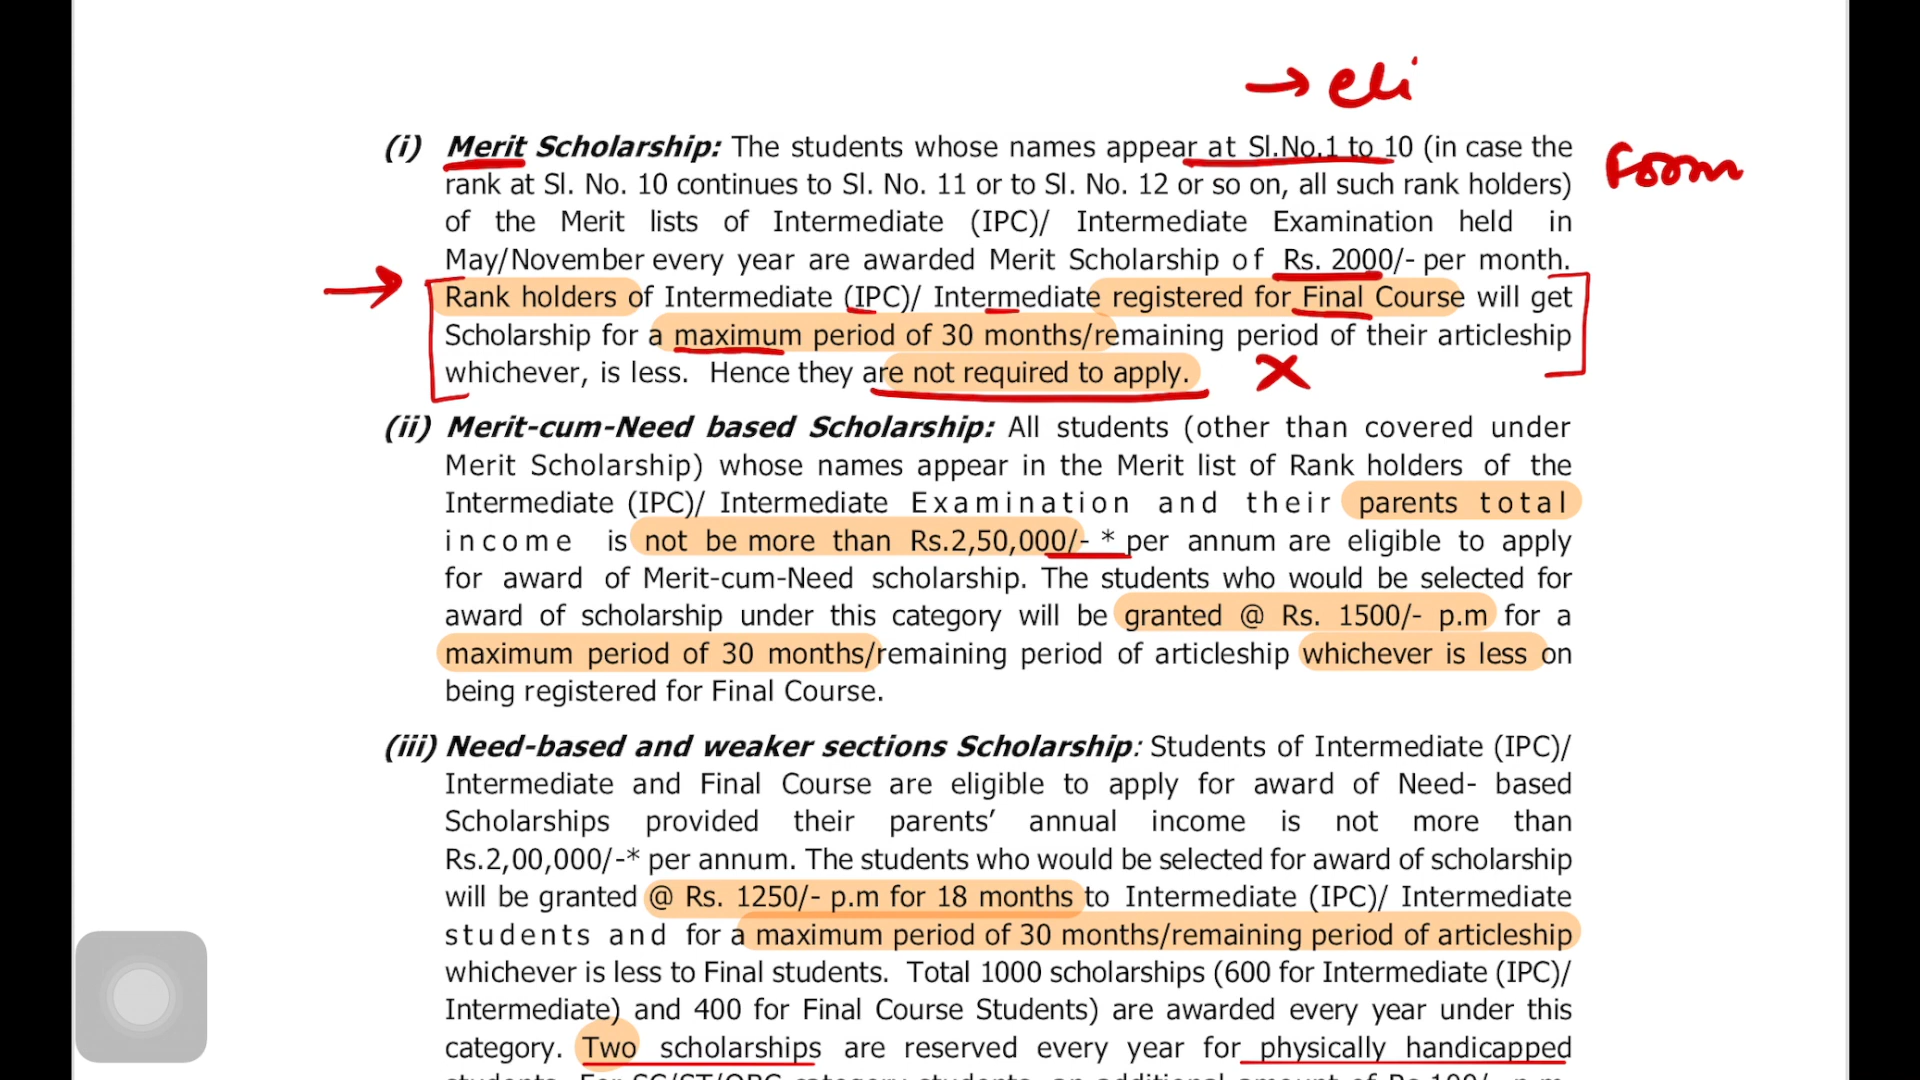 → eli
(i) Merit Scholarship: The students whose names appear at Sl.No.1 to 10 (in case the
Form
rank at Sl. No. 10 continues to Sl. No. 11 or to Sl. No. 12 or so on, all such rank holders)
of the Merit lists of Intermediate (IPC)/ Intermediate Examination held in
May/November every year are awarded Merit Scholarship of Rs. 2000/- per month.
Rank holders of Intermediate (IPC)/ Intermediate registered for Final Course will get
Scholarship for a maximum period of 30 months/remaining period of their articleship
whichever, is less. Hence they are not required to apply.
(ii) Merit-cum-Need based Scholarship: All students (other than covered under
Merit Scholarship) whose names appear in the Merit list of Rank holders of the
Intermediate (IPC)/ Intermediate Examination and their parents total
income is not be more than Rs.2,50,000/- * per annum are eligible to apply
for award of Merit-cum-Need scholarship. The students who would be selected for
award of scholarship under this category will be granted @ Rs. 1500/- p.m for a
maximum period of 30 months/remaining period of articleship whichever is less on
being registered for Final Course.
(iii) Need-based and weaker sections Scholarship: Students of Intermediate (IPC)/
Intermediate and Final Course are eligible to apply for award of Need- based
Scholarships provided their parents’ annual income is not more than
Rs.2,00,000/-* per annum. The students who would be selected for award of scholarship
will be granted @ Rs. 1250/- p.m for 18 months to Intermediate (IPC)/ Intermediate
students and for a maximum period of 30 months/remaining period of articleship
whichever is less to Final students. Total 1000 scholarships (600 for Intermediate (IPC)/
Intermediate) and 400 for Final Course Students) are awarded every year under this
category. Two scholarships are reserved every year for physically handicapped
students. For SC/ST/OBC category students, an additional amount of Rs.100/- p.m.